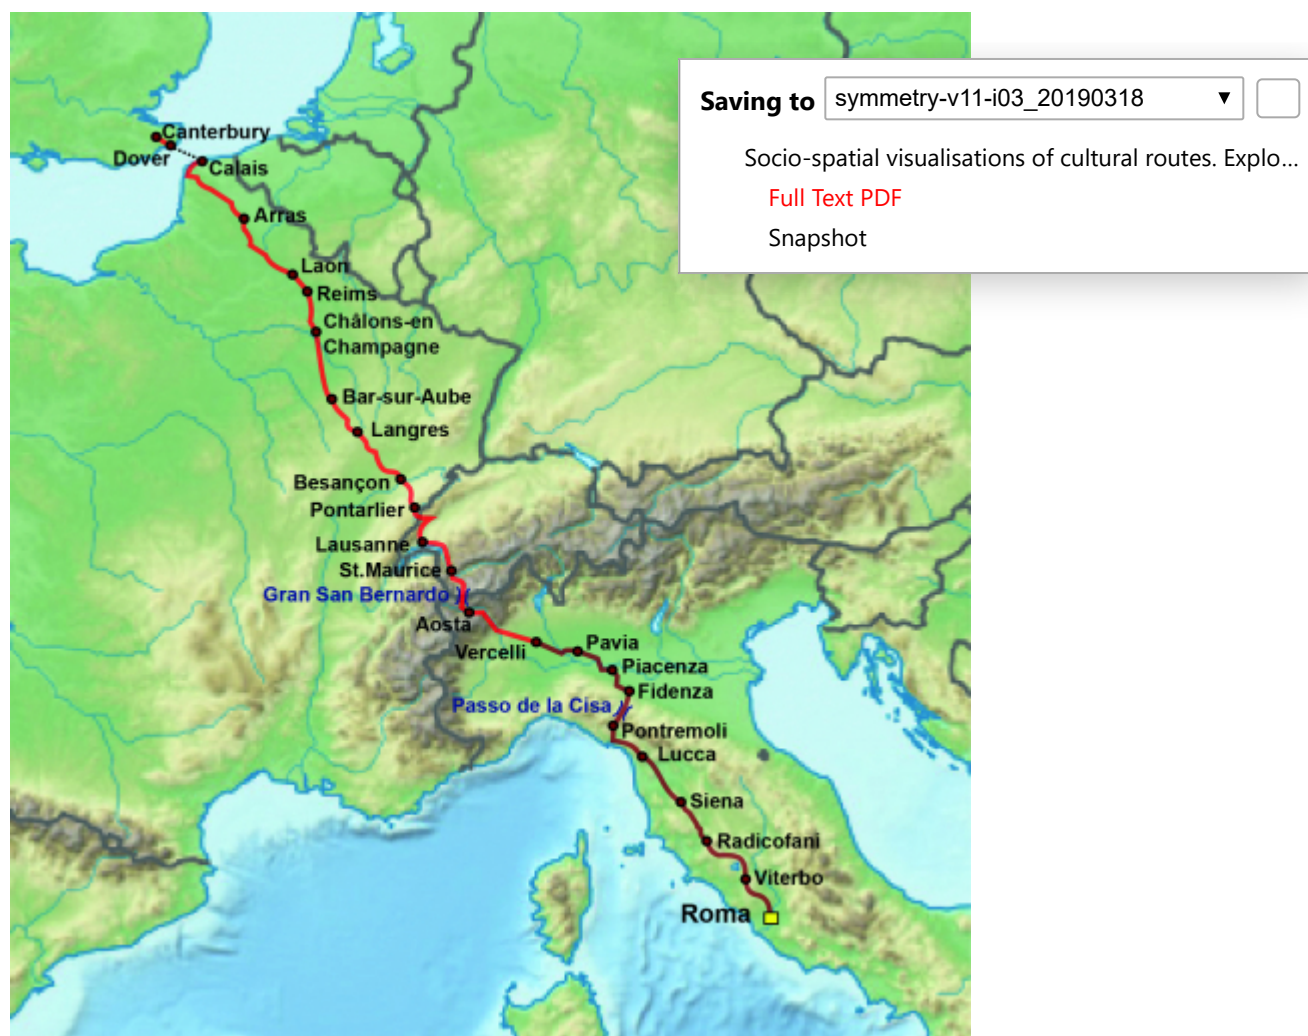 Saving to symmetry-v11-i03_20190318 ▼
Socio-spatial visualisations of cultural routes. Explo...
Full Text PDF
Snapshot
Canterbury
Dover
Calais
Arras
Laon
Reims
Châlons-en
Champagne
Bar-sur-Aube
Langres
Besançon
Pontarlier
Lausanne
St.Maurice
Gran San Bernardo )(
Aosta
Vercelli
Pavia
Piacenza
Fidenza
Passo de la Cisa )(
Pontremoli
Lucca
Siena
Radicofani
Viterbo
Roma